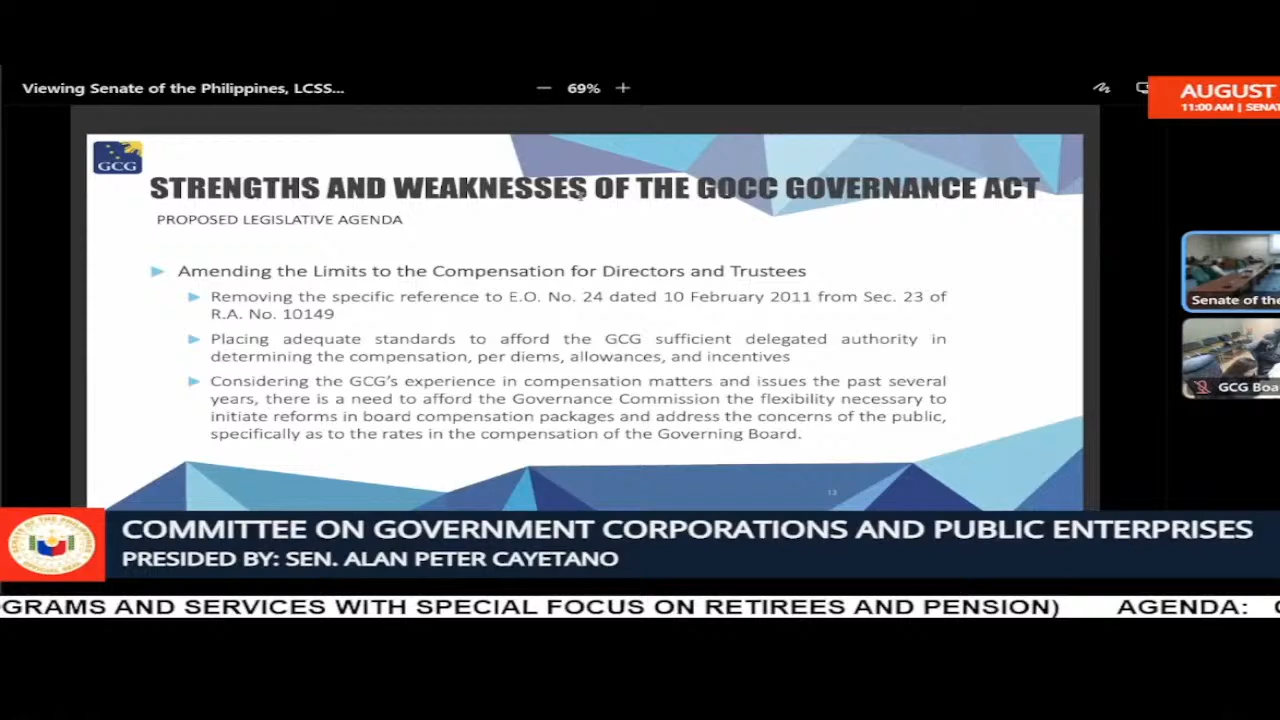 Viewing Senate of the Philippines, LCSS...
69%
AUGUST
11:00 AM | SENAT
GCG
STRENGTHS AND WEAKNESSES OF THE GOCC GOVERNANCE ACT
PROPOSED LEGISLATIVE AGENDA
Amending the Limits to the Compensation for Directors and Trustees
Removing the specific reference to E.O. No. 24 dated 10 February 2011 from Sec. 23 of
R.A. No. 10149
Placing adequate standards to afford the GCG sufficient delegated authority in
determining the compensation, per diems, allowances, and incentives
Considering the GCG's experience in compensation matters and issues the past several
years, there is a need to afford the Governance Commission the flexibility necessary to
initiate reforms in board compensation packages and address the concerns of the public,
specifically as to the rates in the compensation of the Governing Board.
13
Senate of the
GCG Boa
COMMITTEE ON GOVERNMENT CORPORATIONS AND PUBLIC ENTERPRISES
PRESIDED BY: SEN. ALAN PETER CAYETANO
OGRAMS AND SERVICES WITH SPECIAL FOCUS ON RETIREES AND PENSION) AGENDA: